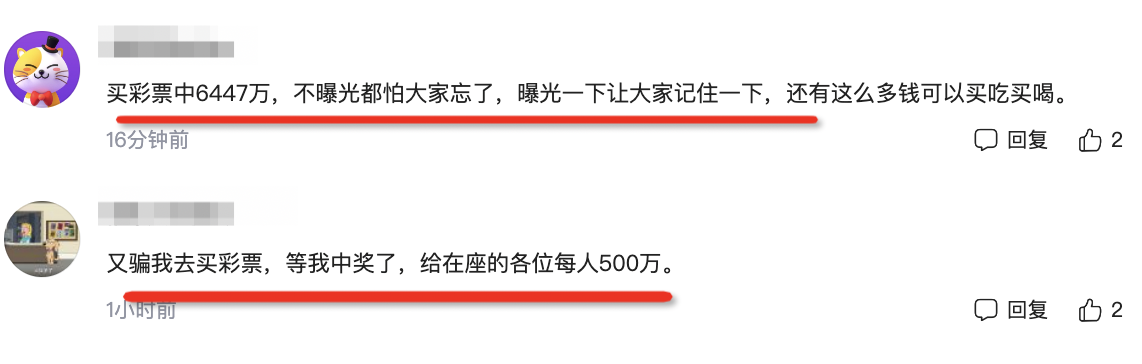 买彩票中6447万，不曝光都怕大家忘了，曝光一下让大家记住一下，还有这么多钱可以买吃买喝。
16分钟前 回复 2
又骗我去买彩票，等我中奖了，给在座的各位每人500万。
1小时前 回复 2